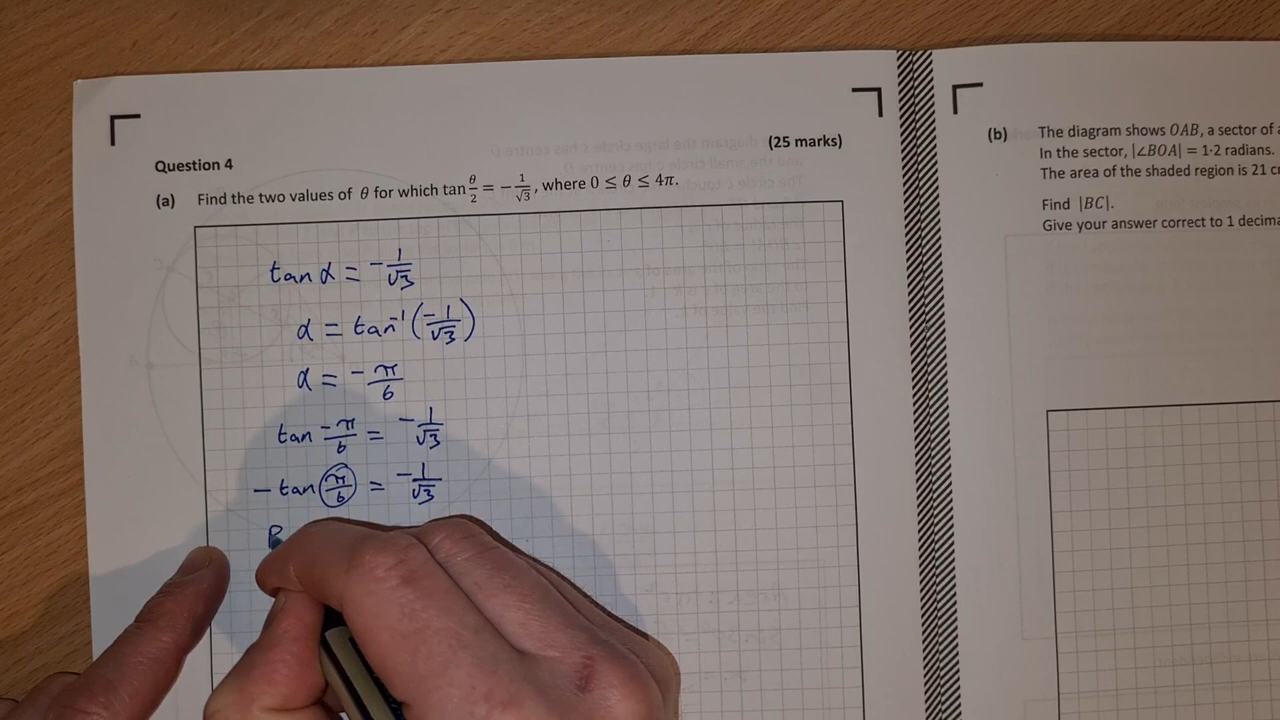 Question 4
(25 marks)
(a) Find the two values of θ for which tan θ/2 = −1/√3, where 0 ≤ θ ≤ 4π.
tan α = −1/√3
α = tan⁻¹(−1/√3)
α = −π/6
tan −π/6 = −1/√3
− tan(π/6) = −1/√3
(b) The diagram shows OAB, a sector of
In the sector, |∠BOA| = 1·2 radians.
The area of the shaded region is 21
Find |BC|.
Give your answer correct to 1